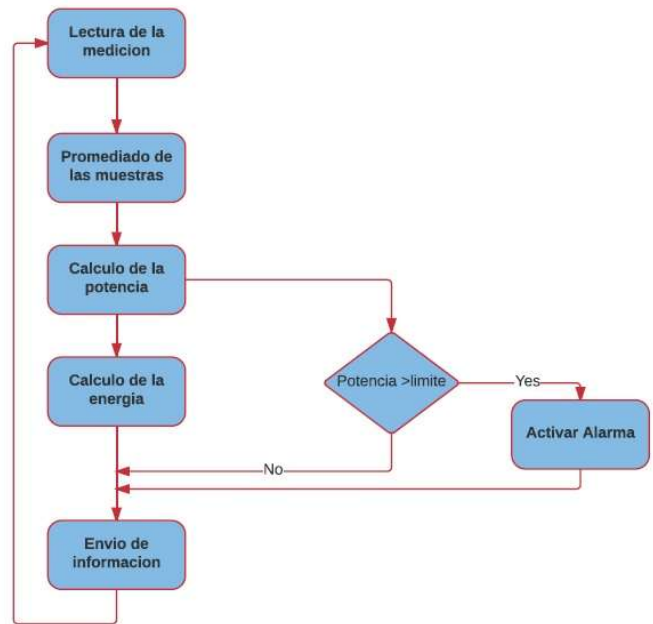 Lectura de la
medicion
Promediado de
las muestras
Calculo de la
potencia
Calculo de la
energia
Potencia >limite
Yes
Activar Alarma
No
Envio de
informacion